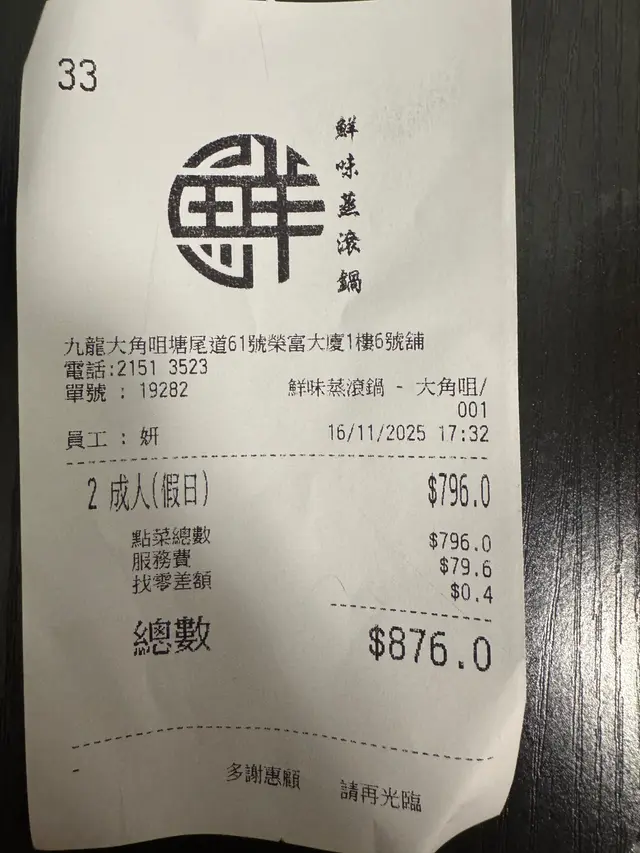 33
鮮
鮮味蒸滾鍋
九龍大角咀塘尾道61號榮富大廈1樓6號舖
電話:2151 3523
單號 : 19282 鮮味蒸滾鍋 - 大角咀/
001
員工 : 妍 16/11/2025 17:32
2 成人(假日) $796.0
點菜總數 $796.0
服務費 $79.6
找零差額 $0.4
總數 $876.0
-
多謝惠顧 請再光臨